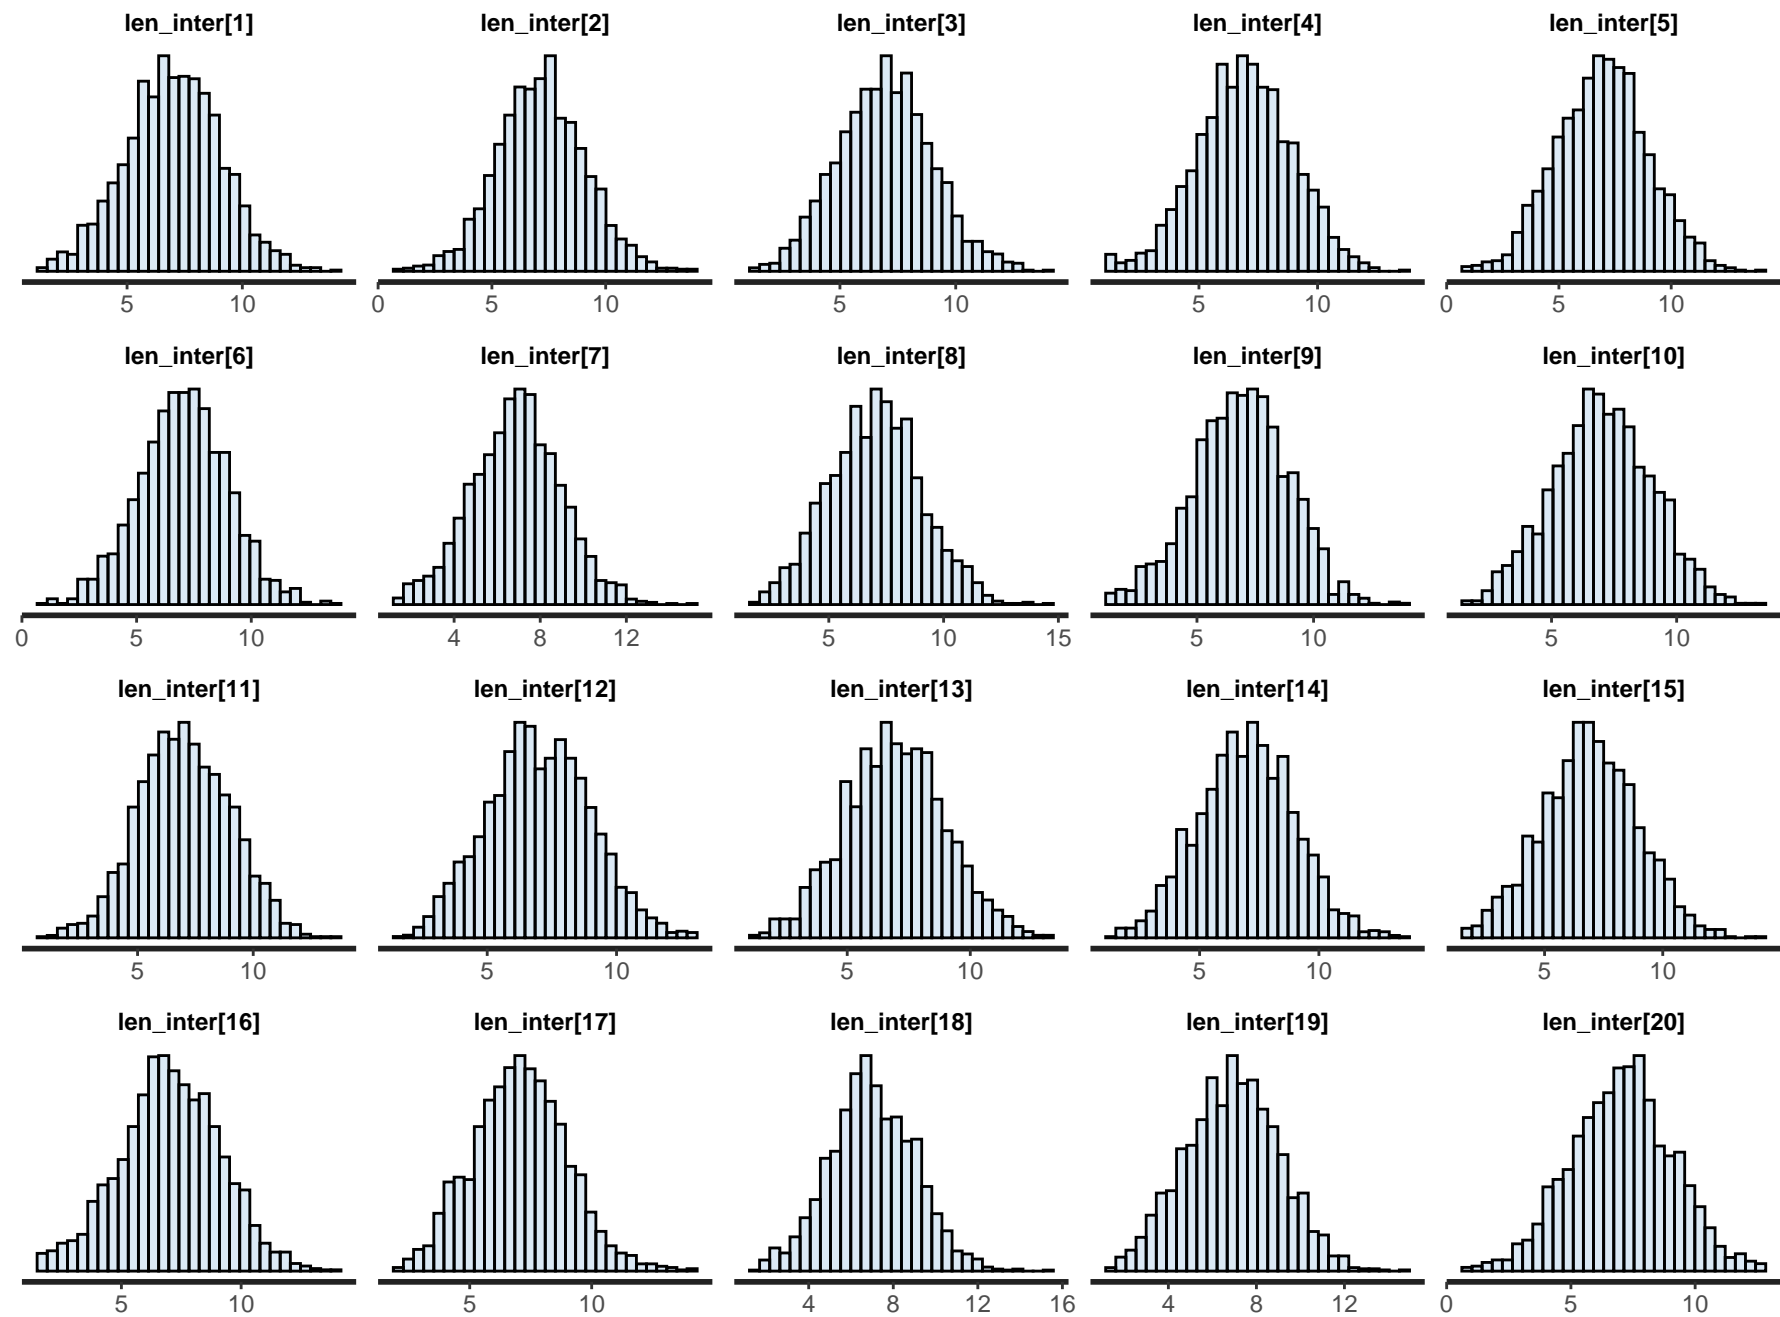 len_inter[1] len_inter[2] len_inter[3] len_inter[4] len_inter[5]
5 10 0 5 10 5 10 5 10 0 5 10
len_inter[6] len_inter[7] len_inter[8] len_inter[9] len_inter[10]
0 5 10 4 8 12 5 10 15 5 10 5 10
len_inter[11] len_inter[12] len_inter[13] len_inter[14] len_inter[15]
5 10 5 10 5 10 5 10 5 10
len_inter[16] len_inter[17] len_inter[18] len_inter[19] len_inter[20]
5 10 5 10 4 8 12 16 4 8 12 0 5 10